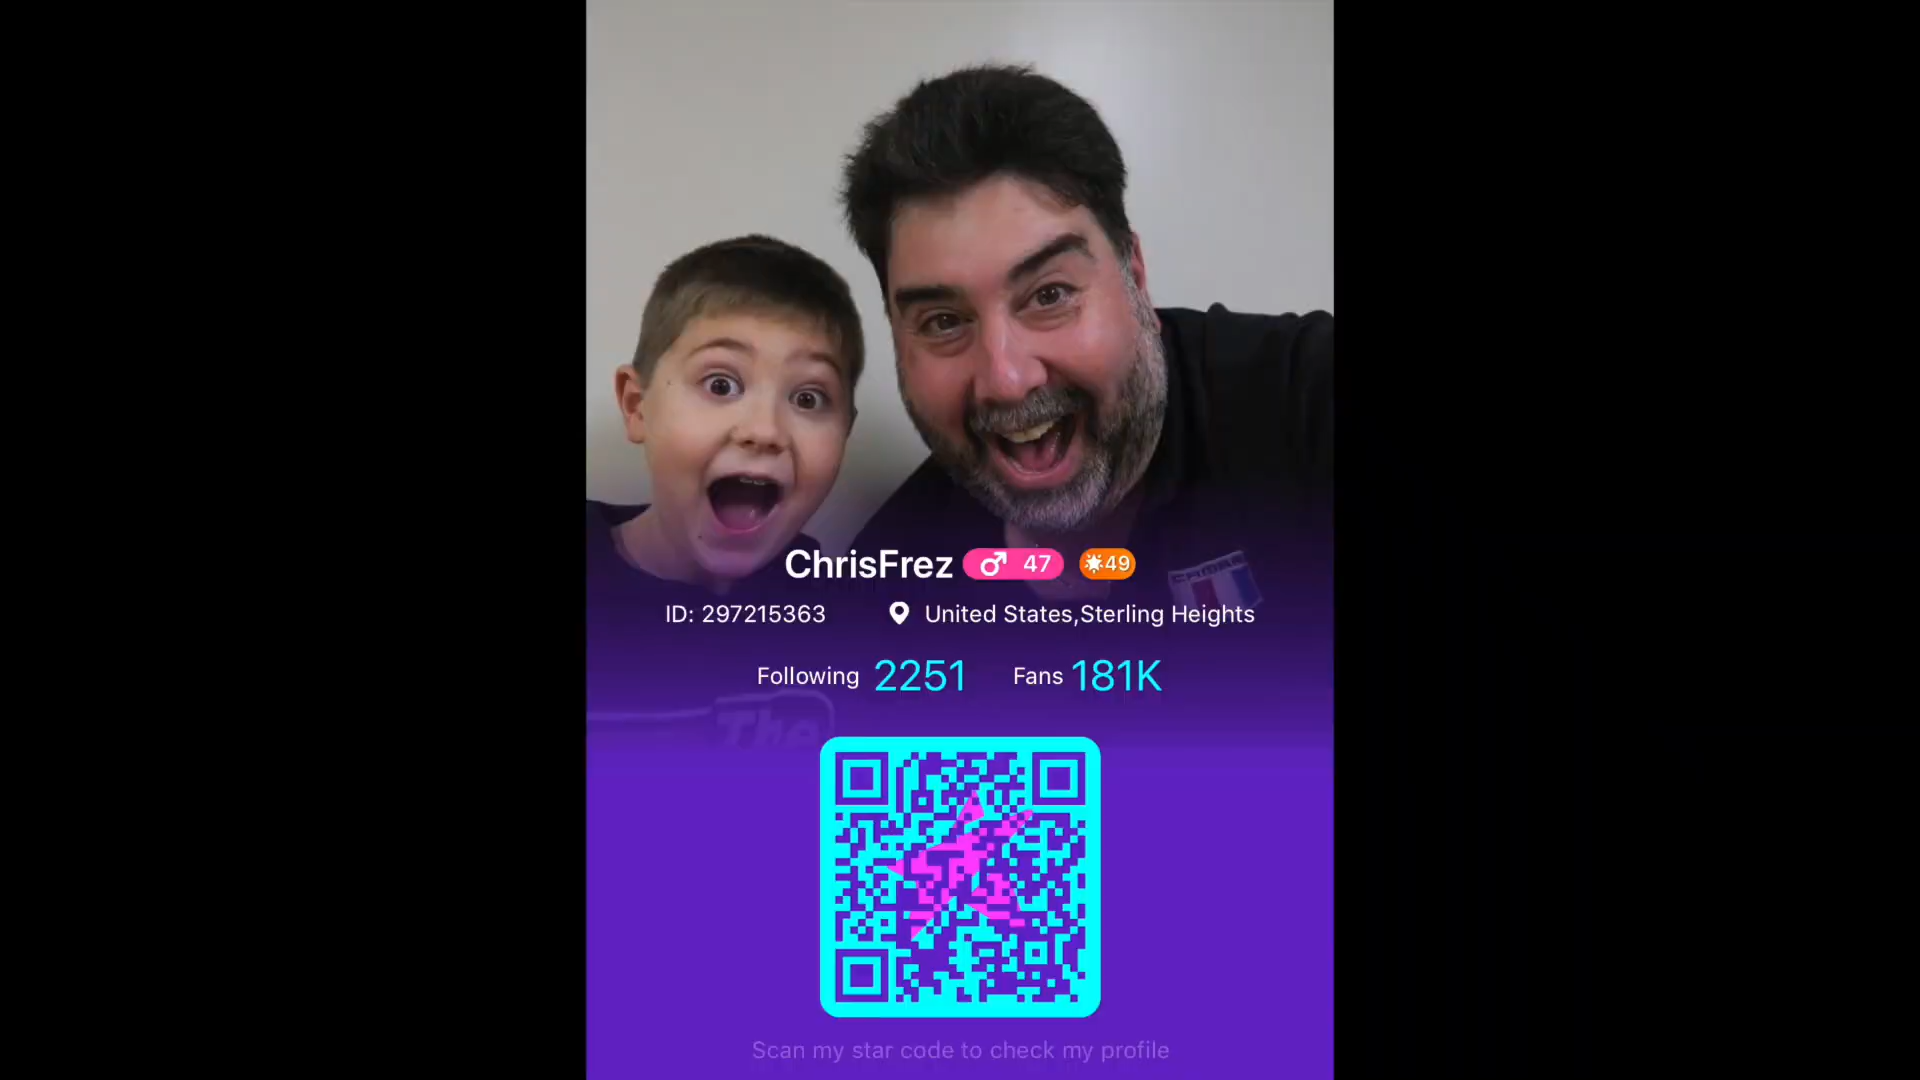 ChrisFrez ♂ 47 49
ID: 297215363 United States,Sterling Heights
Following 2251 Fans 181K
The
Scan my star code to check my profile